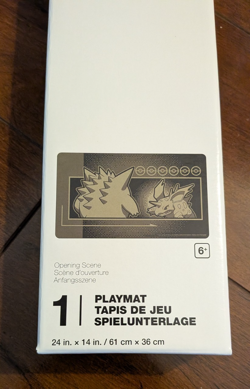 6+
Opening Scene
Scène d'ouverture
Anfangsszene
1 PLAYMAT
TAPIS DE JEU
SPIELUNTERLAGE
24 in. x 14 in. / 61 cm x 36 cm